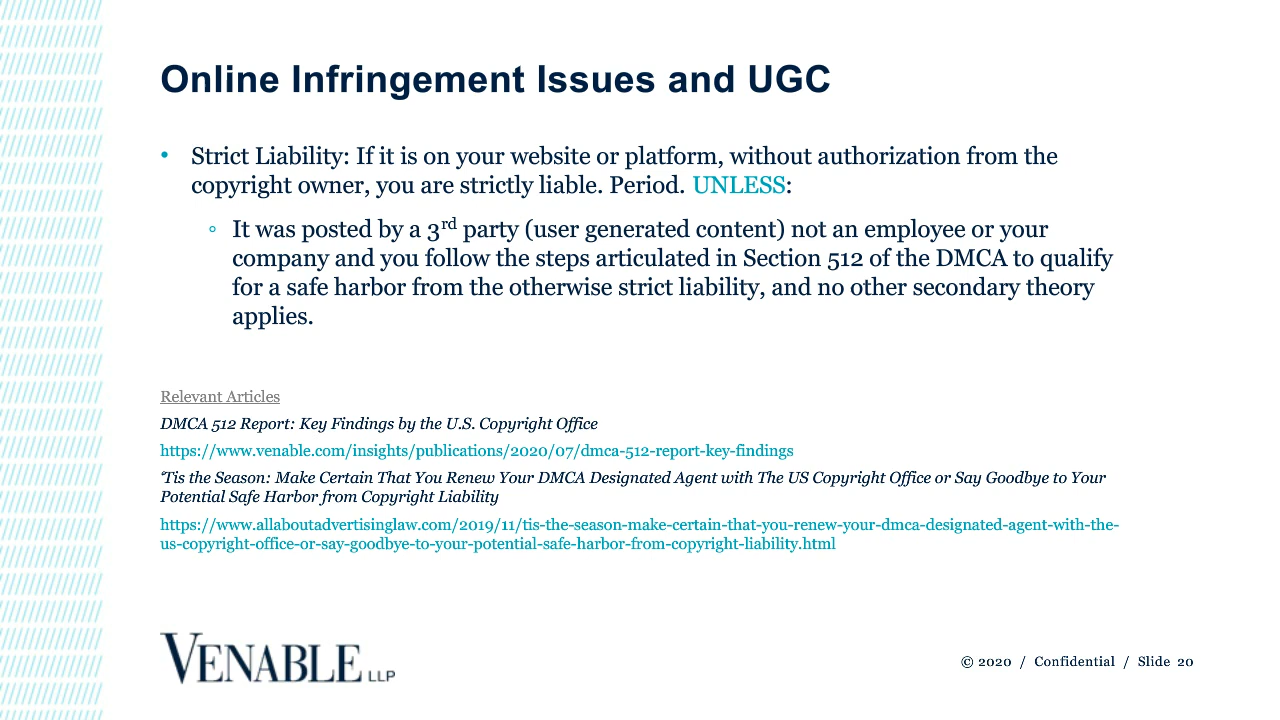 Online Infringement Issues and UGC
• Strict Liability: If it is on your website or platform, without authorization from the
copyright owner, you are strictly liable. Period. UNLESS:
◦ It was posted by a 3rd party (user generated content) not an employee or your
company and you follow the steps articulated in Section 512 of the DMCA to qualify
for a safe harbor from the otherwise strict liability, and no other secondary theory
applies.
Relevant Articles
DMCA 512 Report: Key Findings by the U.S. Copyright Office
https://www.venable.com/insights/publications/2020/07/dmca-512-report-key-findings
‘Tis the Season: Make Certain That You Renew Your DMCA Designated Agent with The US Copyright Office or Say Goodbye to Your
Potential Safe Harbor from Copyright Liability
https://www.allaboutadvertisinglaw.com/2019/11/tis-the-season-make-certain-that-you-renew-your-dmca-designated-agent-with-the-
us-copyright-office-or-say-goodbye-to-your-potential-safe-harbor-from-copyright-liability.html
VENABLE LLP
© 2020 / Confidential / Slide 20